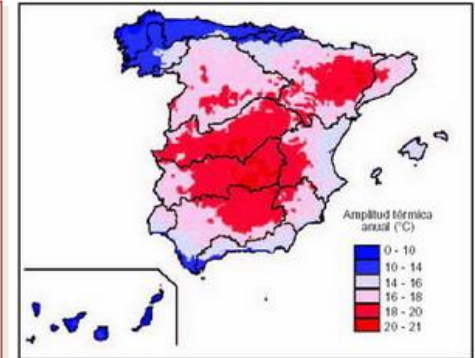 Amplitud térmica
anual (°C)
0 - 10
10 - 14
14 - 16
16 - 18
18 - 20
20 - 21